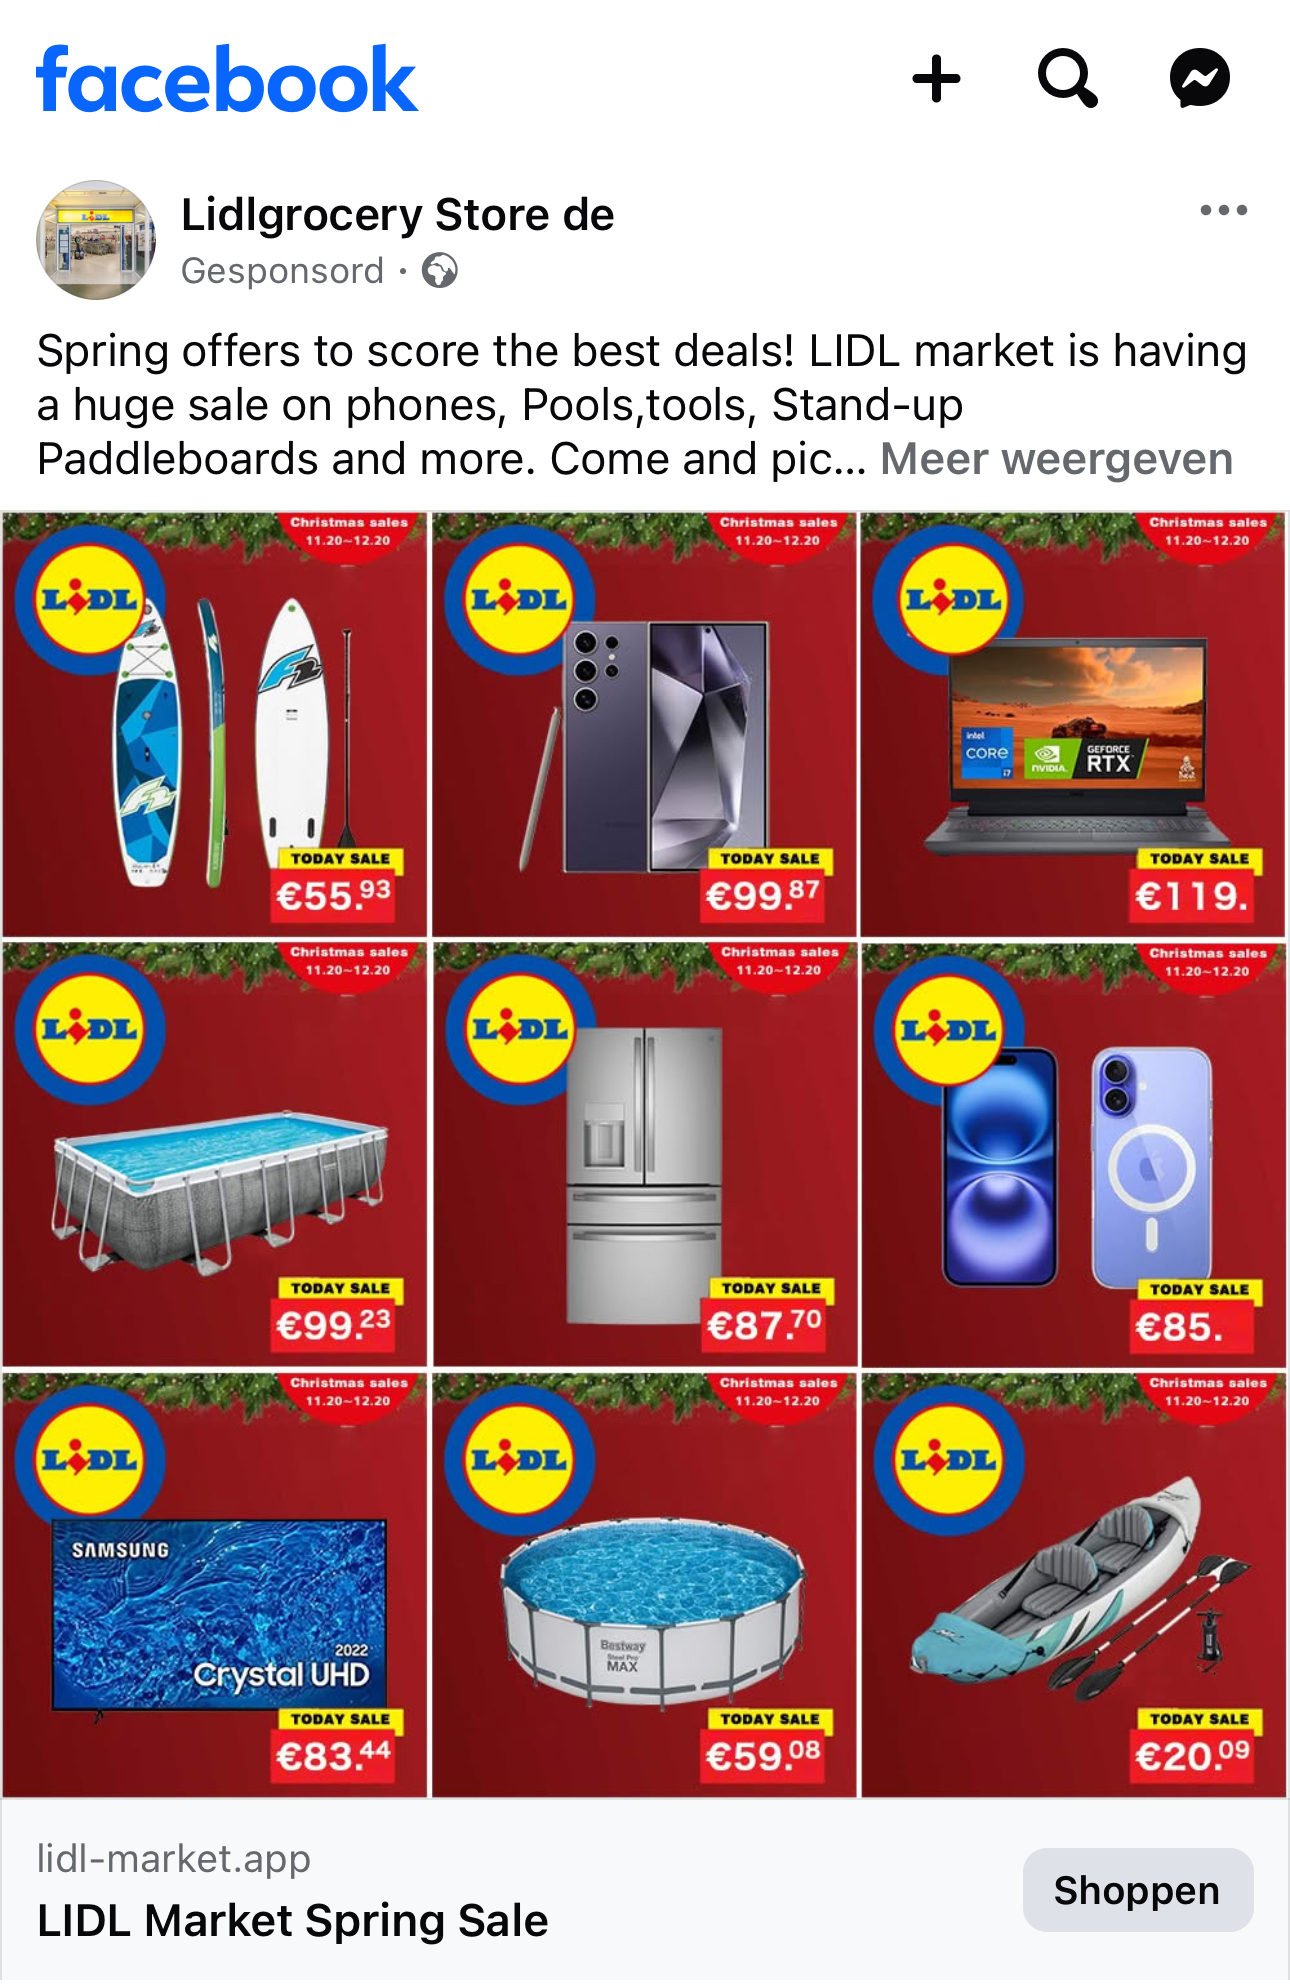 facebook
Lidlgrocery Store de
Gesponsord ·
Spring offers to score the best deals! LIDL market is having
a huge sale on phones, Pools,tools, Stand-up
Paddleboards and more. Come and pic... Meer weergeven
Christmas sales
11.20~12.20
LIDL
F2
F2
TODAY SALE
€55.93
Christmas sales
11.20~12.20
LIDL
TODAY SALE
€99.87
Christmas sales
11.20~12.20
LIDL
intel
CORE
i7
NVIDIA.
GEFORCE
RTX
TODAY SALE
€119.
Christmas sales
11.20~12.20
LIDL
TODAY SALE
€99.23
Christmas sales
11.20~12.20
LIDL
TODAY SALE
€87.70
Christmas sales
11.20~12.20
LIDL
TODAY SALE
€85.
Christmas sales
11.20~12.20
LIDL
SAMSUNG
2022
Crystal UHD
TODAY SALE
€83.44
Christmas sales
11.20~12.20
LIDL
Bestway
Steel Pro
MAX
TODAY SALE
€59.08
Christmas sales
11.20~12.20
LIDL
TODAY SALE
€20.09
lidl-market.app
LIDL Market Spring Sale
Shoppen